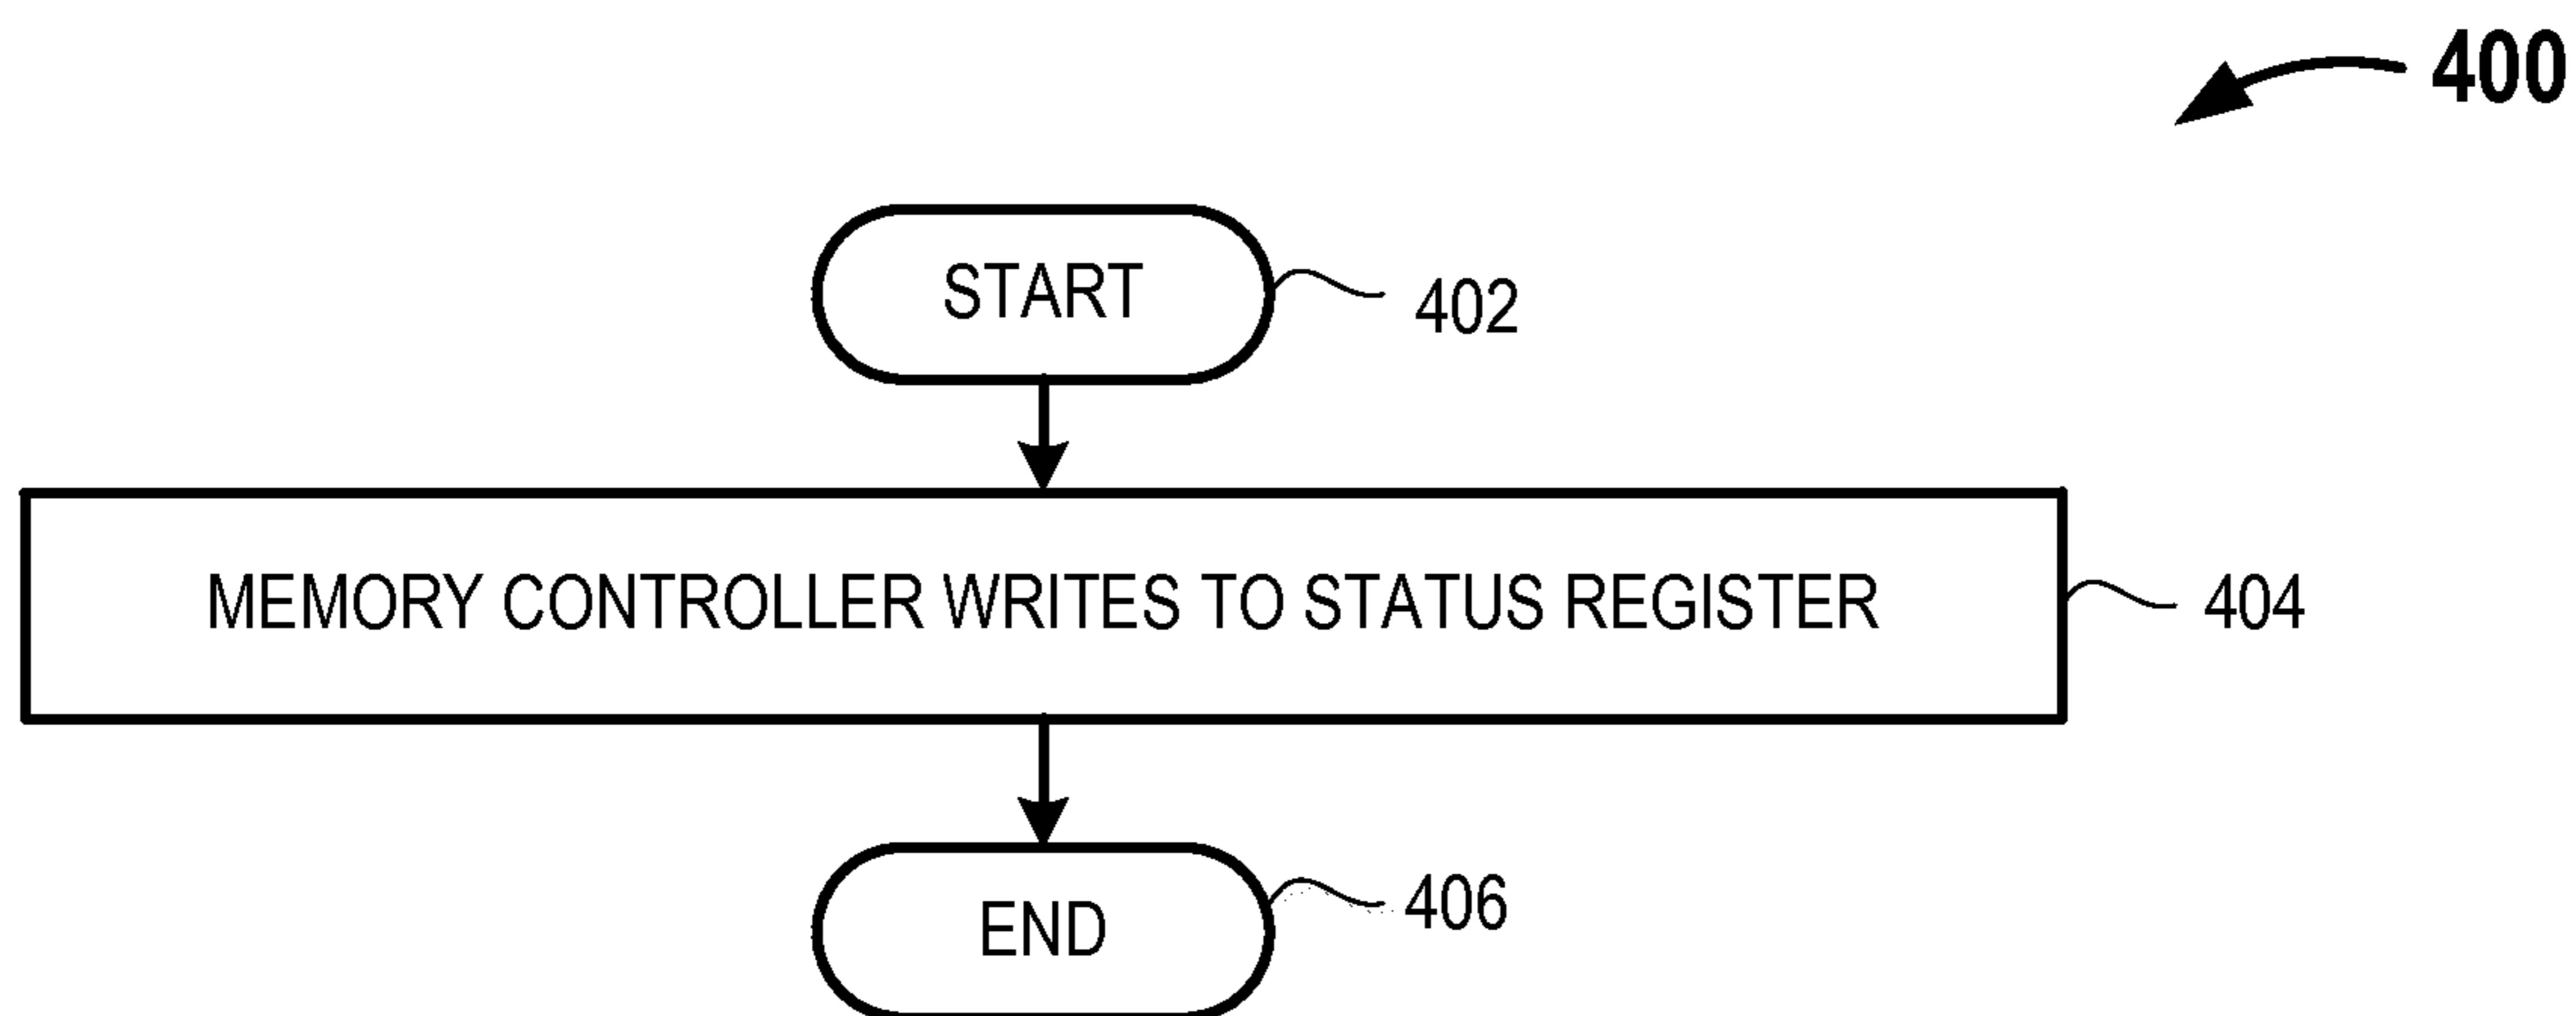 400
START
402
MEMORY CONTROLLER WRITES TO STATUS REGISTER
404
END
406